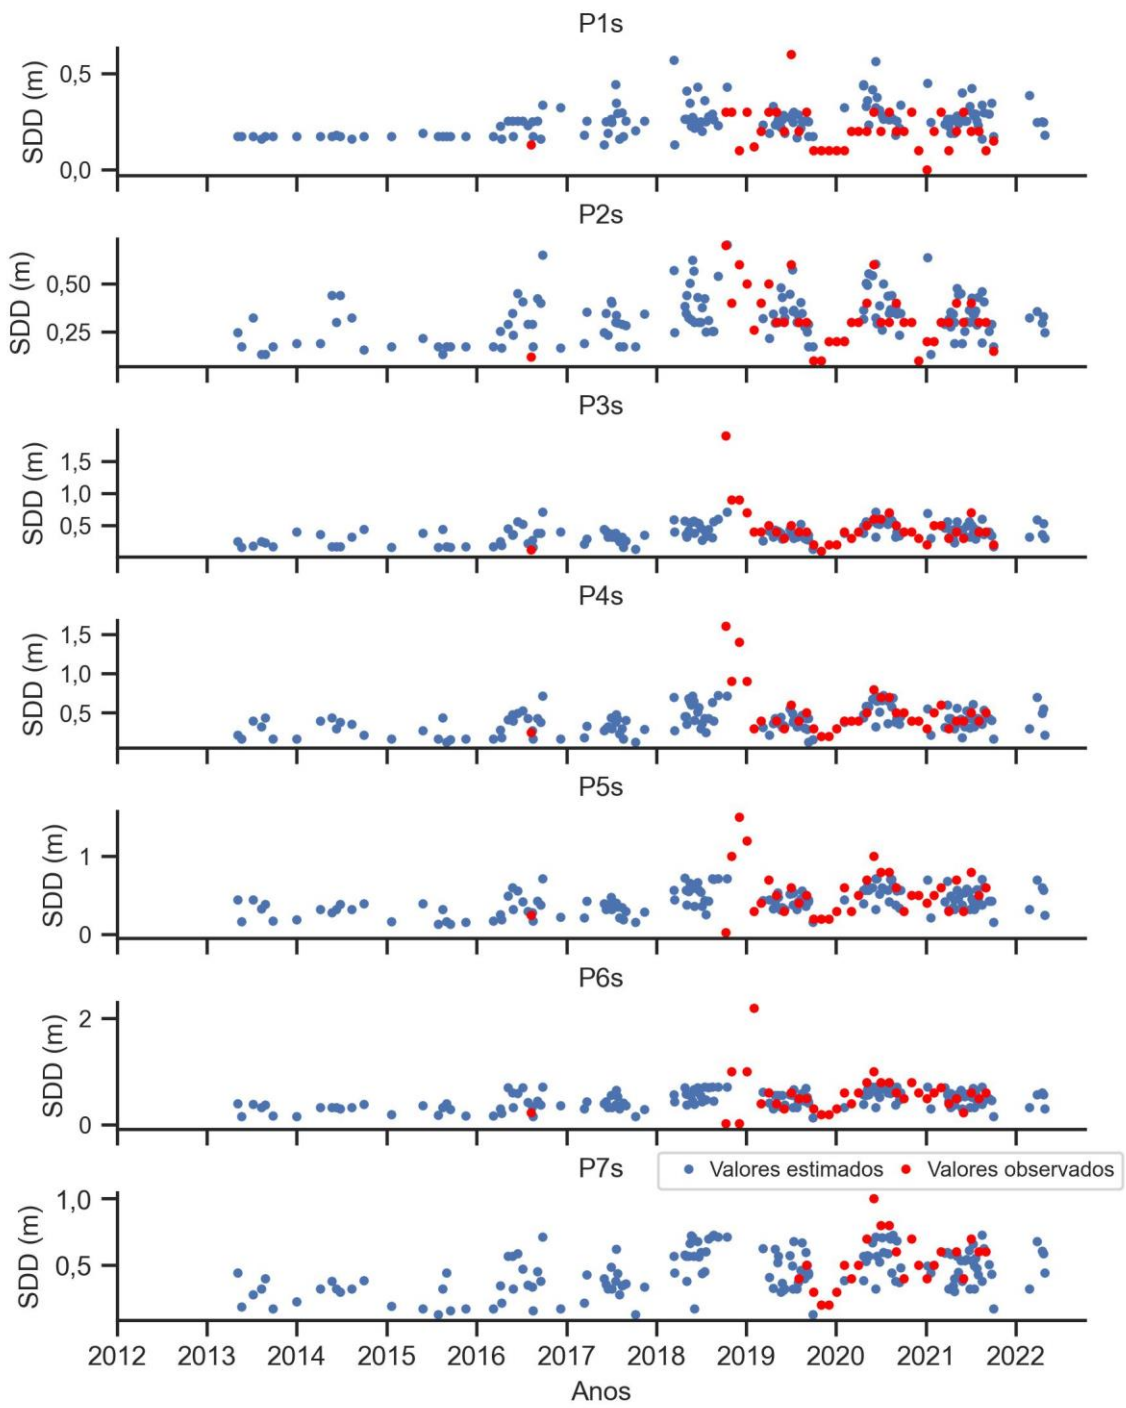 P1s
SDD (m)
0,5
0,0
P2s
SDD (m)
0,50
0,25
P3s
SDD (m)
1,5
1,0
0,5
P4s
SDD (m)
1,5
1,0
0,5
P5s
SDD (m)
1
0
P6s
SDD (m)
2
0
P7s
Valores estimados Valores observados
SDD (m)
1,0
0,5
2012 2013 2014 2015 2016 2017 2018 2019 2020 2021 2022
Anos